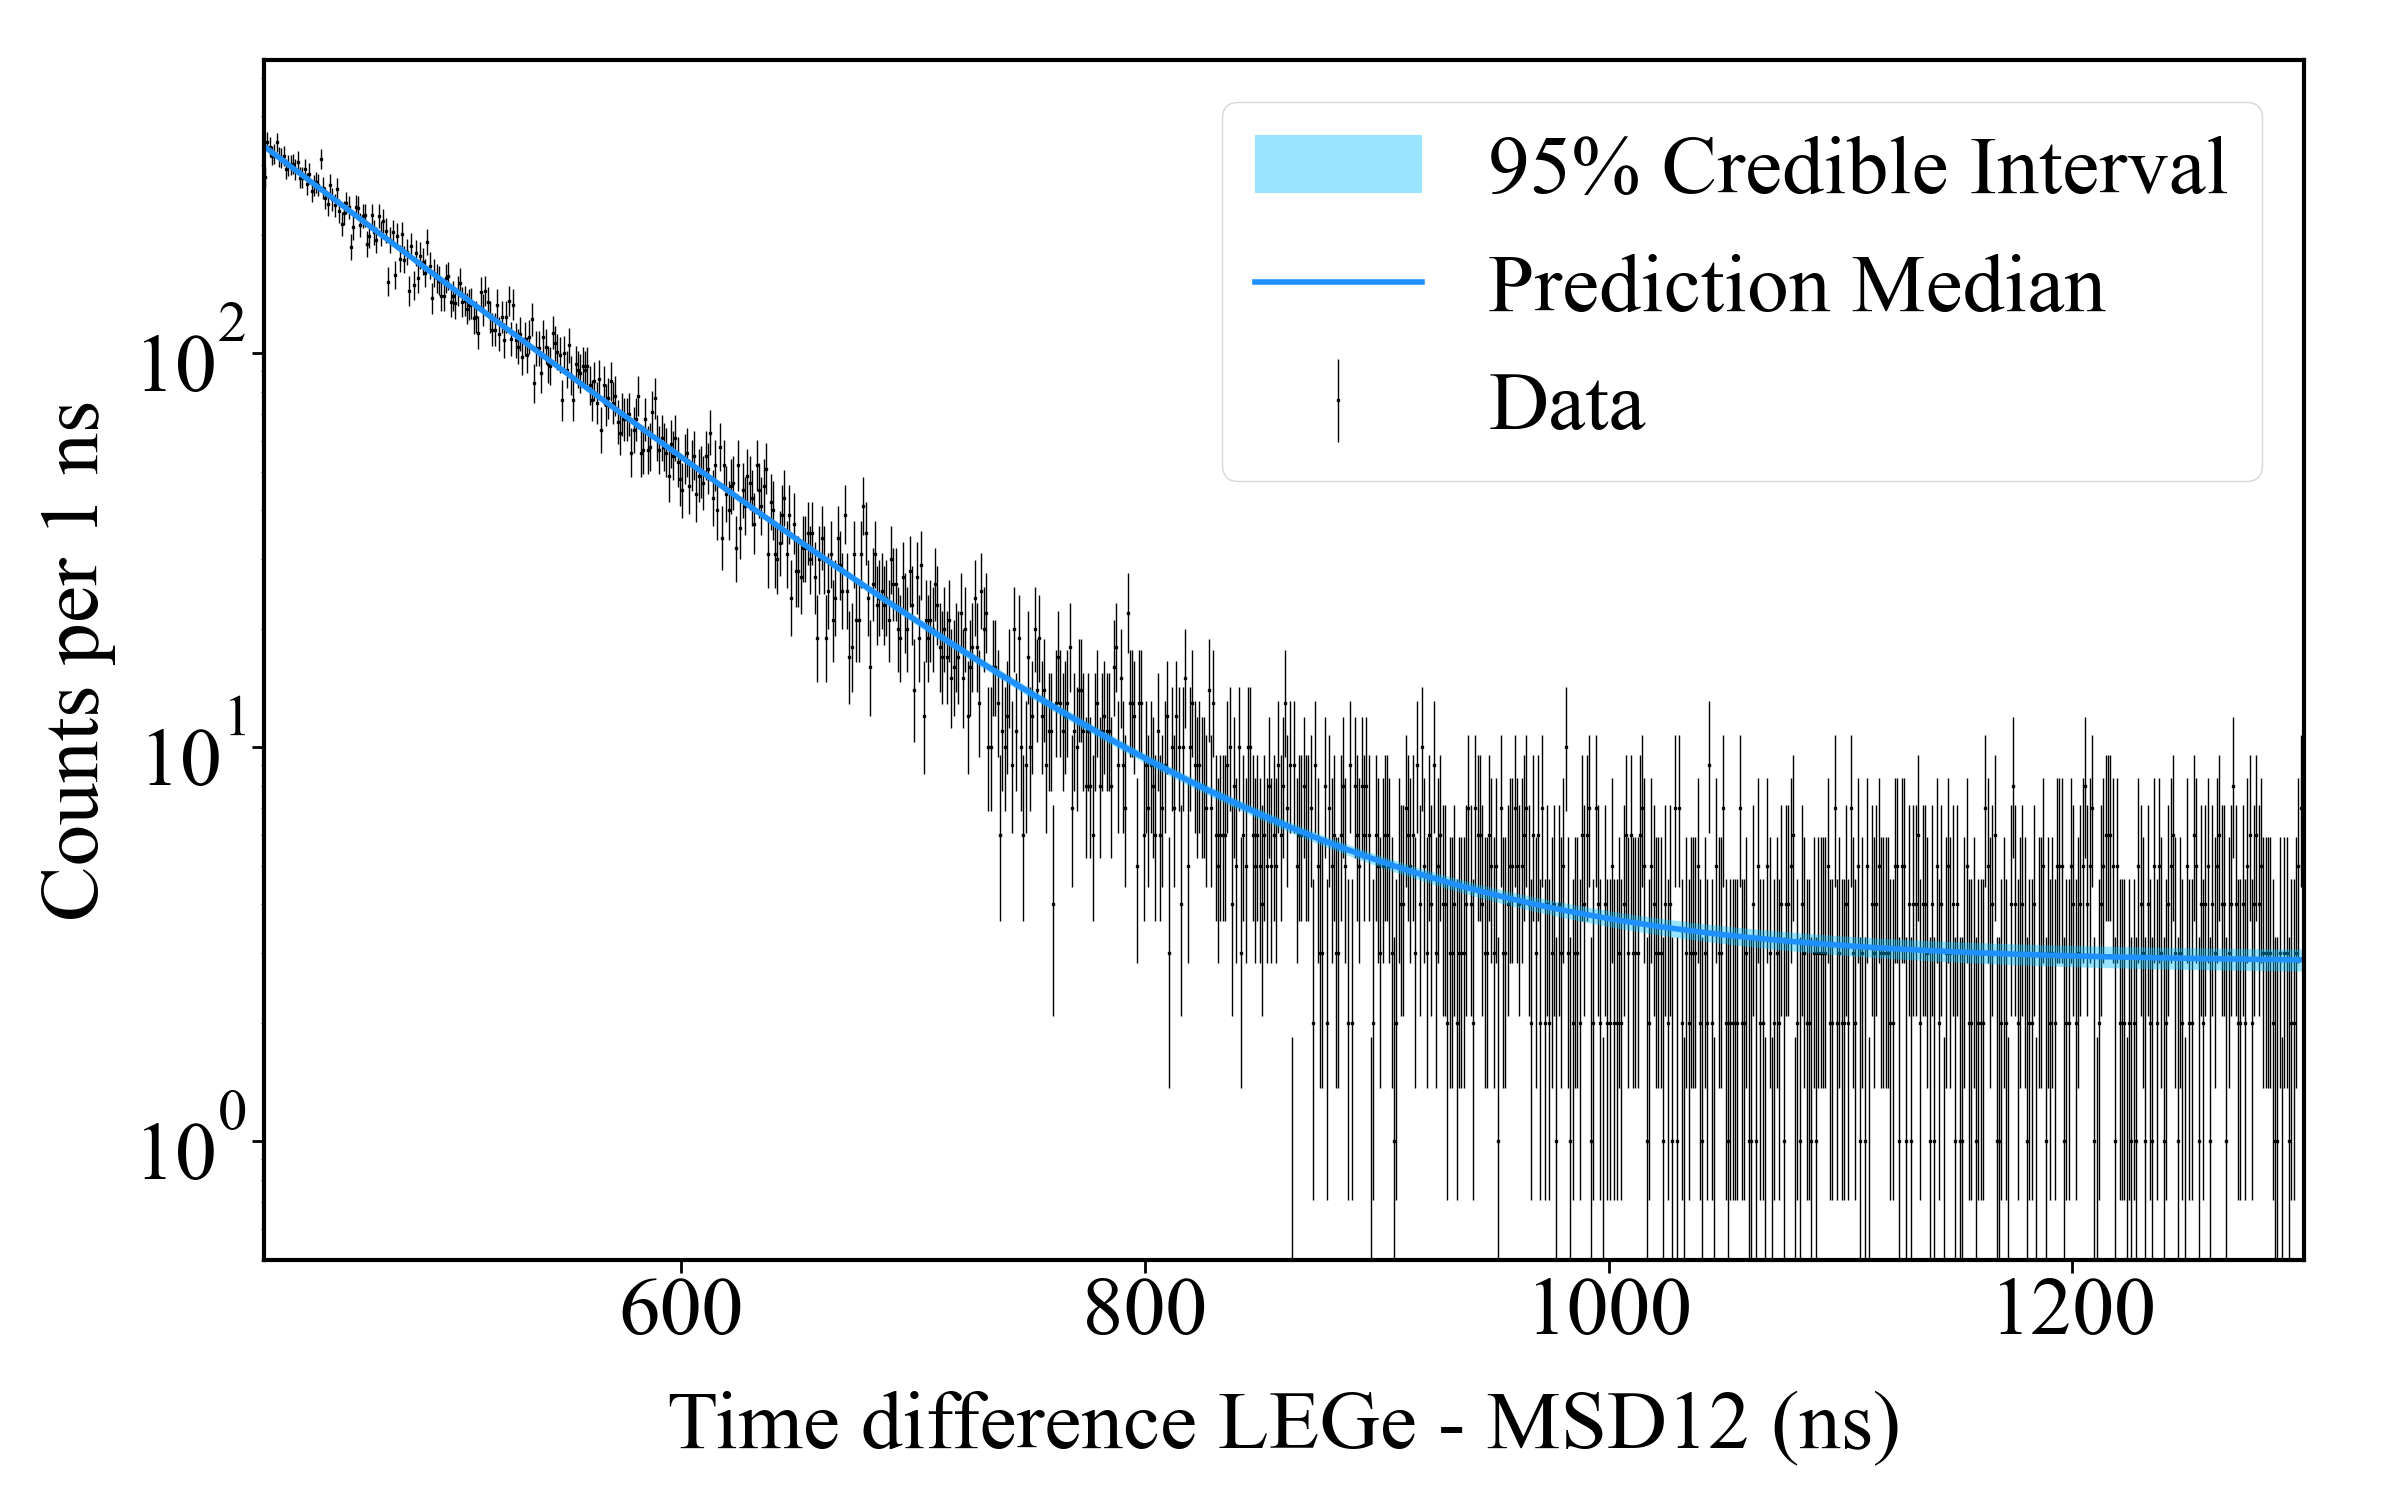 95% Credible Interval
Prediction Median
Data
10^2
10^1
10^0
Counts per 1 ns
600 800 1000 1200
Time difference LEGe - MSD12 (ns)